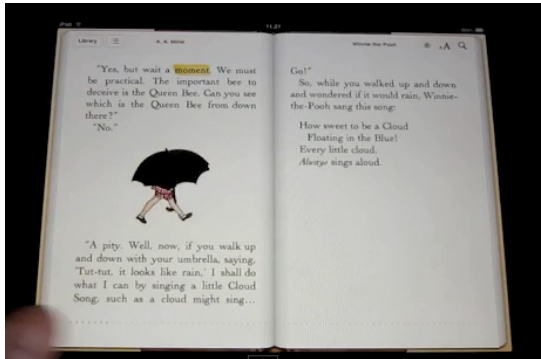 iPad
11:27
Library
A. A. Milne
Winnie-the-Pooh
AA
"Yes, but wait a moment. We must
be practical. The important bee to
deceive is the Queen Bee. Can you see
which is the Queen Bee from down
there?"
"No."
"A pity. Well, now, if you walk up
and down with your umbrella, saying,
'Tut-tut, it looks like rain,' I shall do
what I can by singing a little Cloud
Song, such as a cloud might sing...
Go!"
So, while you walked up and down
and wondered if it would rain, Winnie-
the-Pooh sang this song:
How sweet to be a Cloud
Floating in the Blue!
Every little cloud
Always sings aloud.